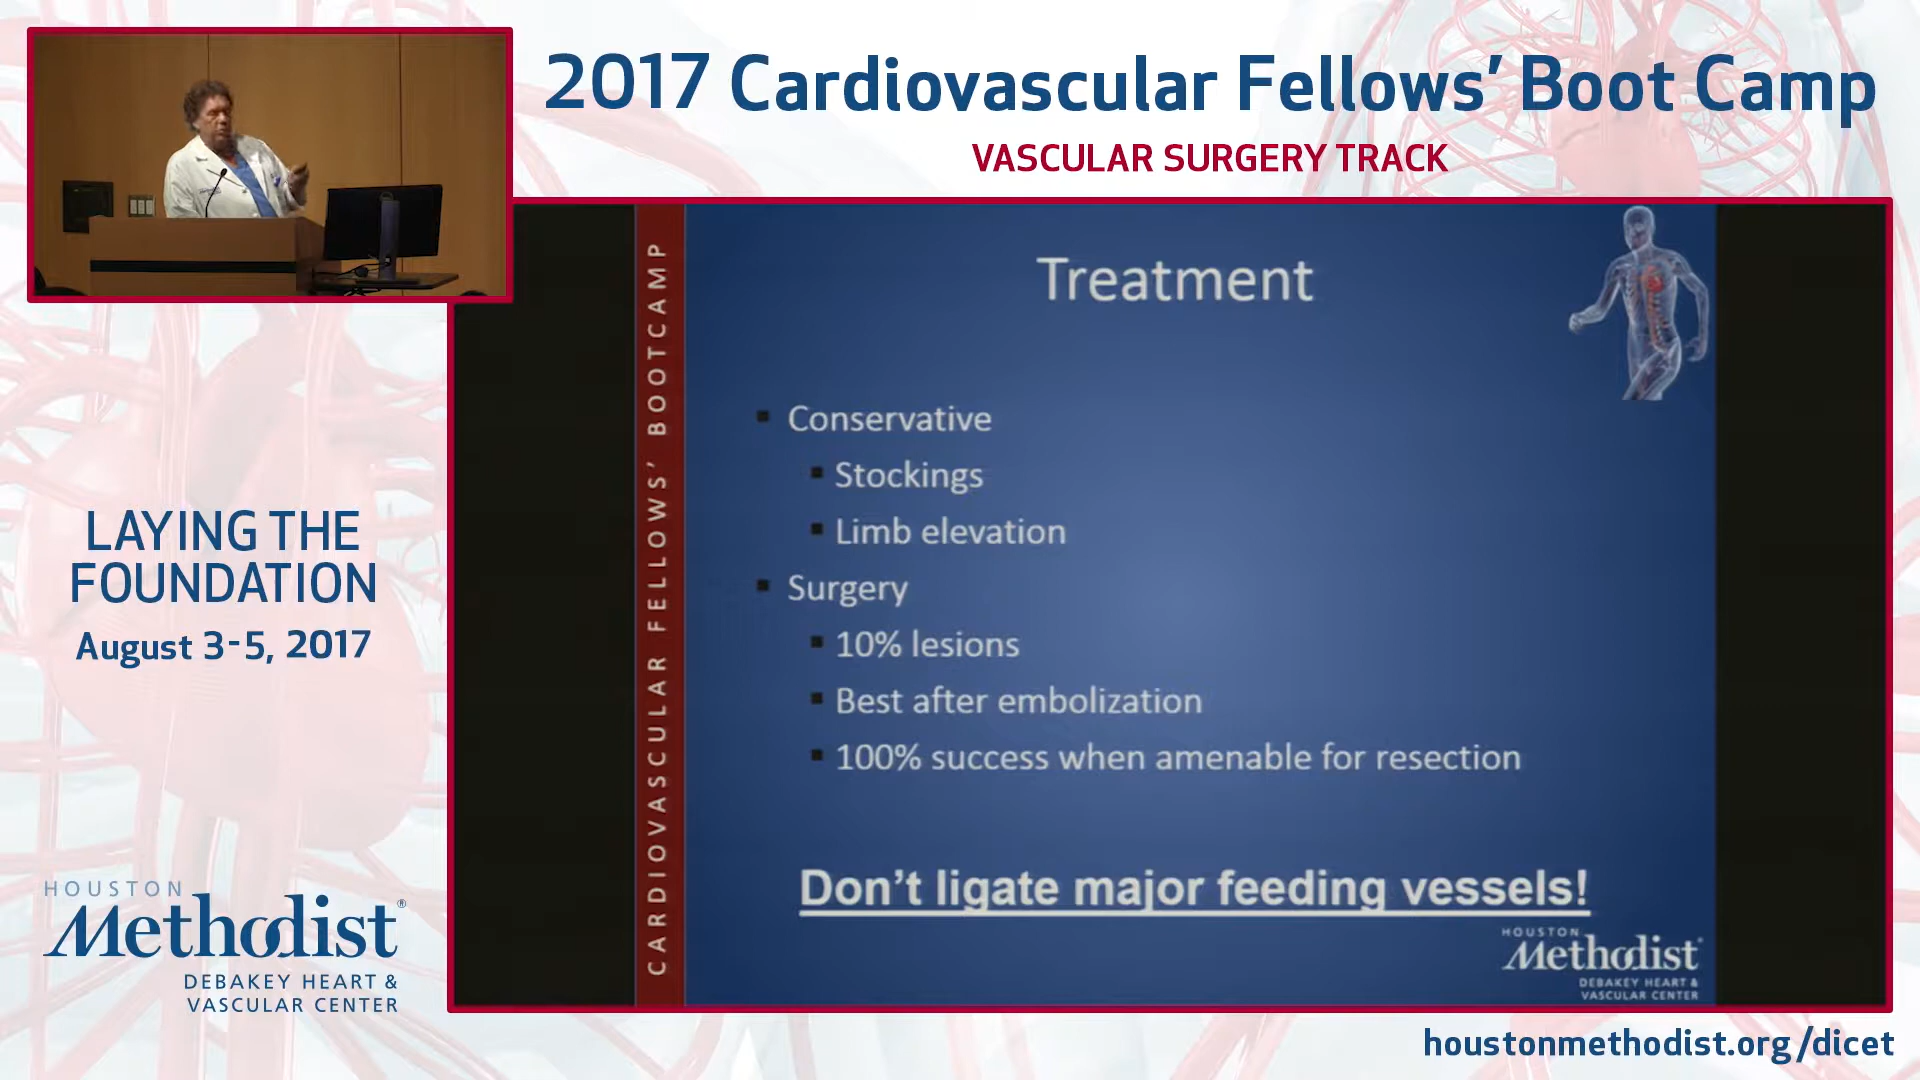 2017 Cardiovascular Fellows’ Boot Camp
VASCULAR SURGERY TRACK
CARDIOVASCULAR FELLOWS’ BOOTCAMP
Treatment
Conservative
Stockings
Limb elevation
Surgery
10% lesions
Best after embolization
100% success when amenable for resection
Don’t ligate major feeding vessels!
HOUSTON
Methodist
DEBAKEY HEART &
VASCULAR CENTER
LAYING THE
FOUNDATION
August 3-5, 2017
HOUSTON
Methodist®
DEBAKEY HEART &
VASCULAR CENTER
houstonmethodist.org/dicet